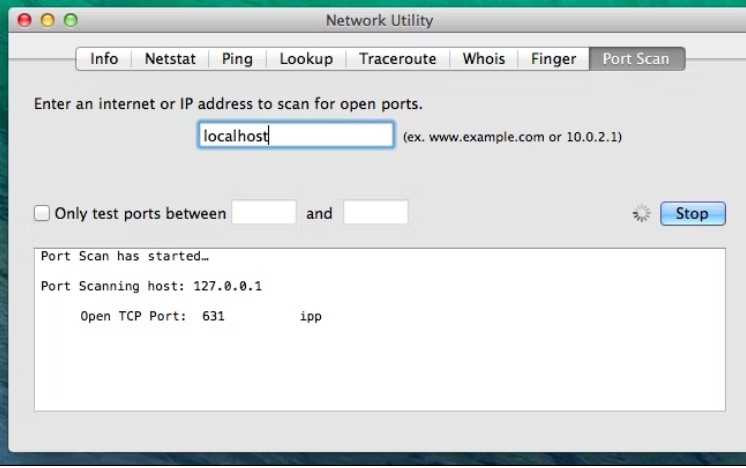 Network Utility
Info Netstat Ping Lookup Traceroute Whois Finger Port Scan
Enter an internet or IP address to scan for open ports.
localhost (ex. www.example.com or 10.0.2.1)
Only test ports between and Stop
Port Scan has started…
Port Scanning host: 127.0.0.1
Open TCP Port: 631 ipp